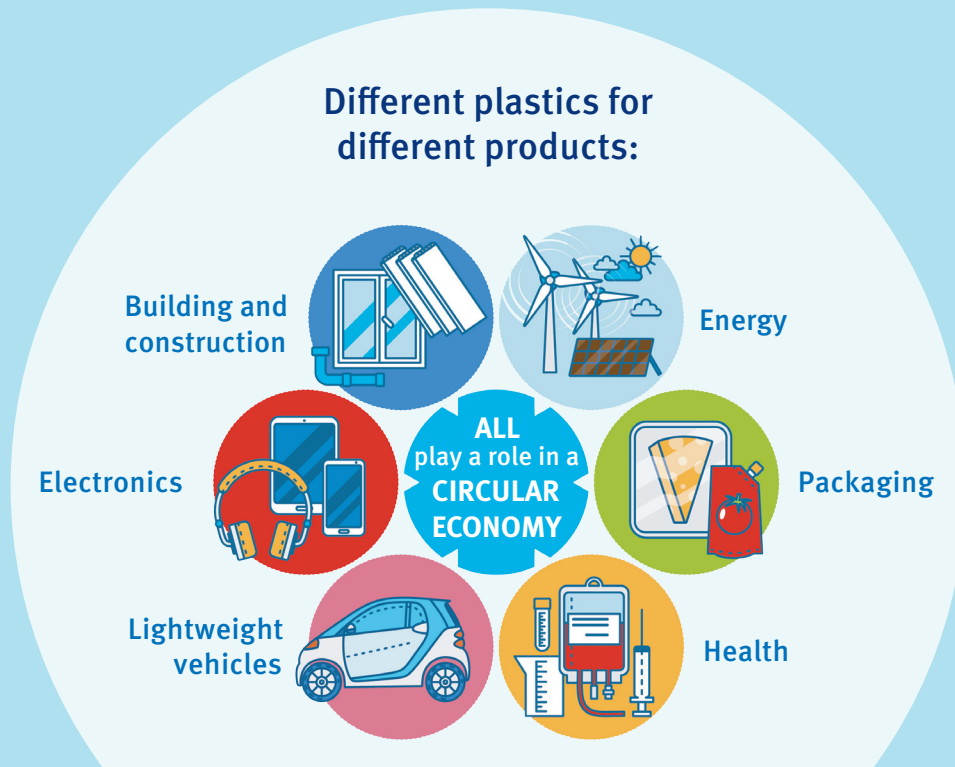 Different plastics for
different products:
Building and
construction
Energy
Electronics
ALL
play a role in a
CIRCULAR
ECONOMY
Packaging
Lightweight
vehicles
Health